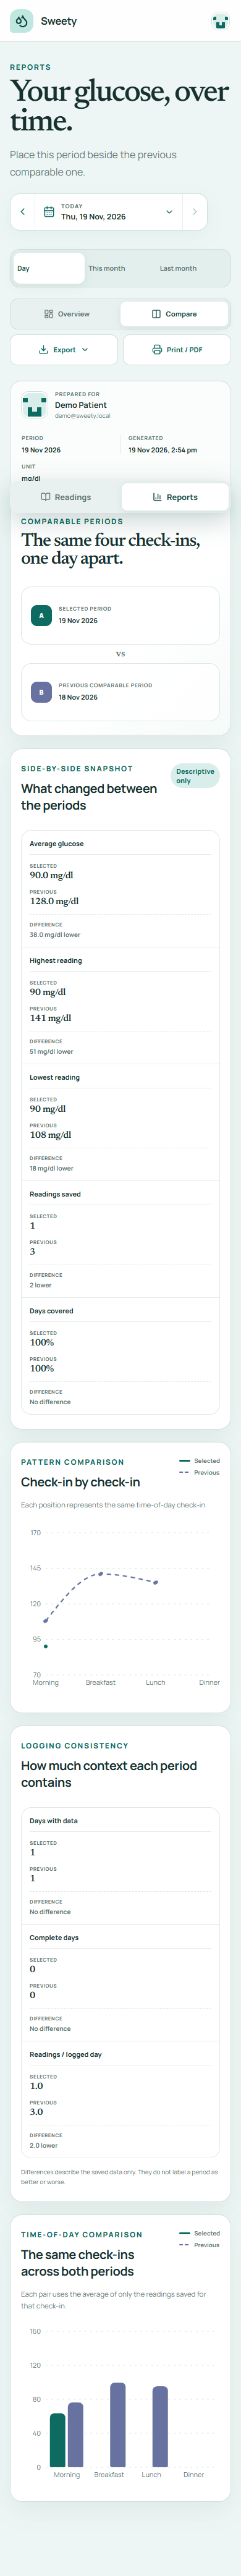 Sweety
REPORTS
Your glucose, over
time.
Place this period beside the previous
comparable one.
TODAY
Thu, 19 Nov, 2026
Day
This month
Last month
Overview
Compare
Export
Print / PDF
PREPARED FOR
Demo Patient
demo@sweety.local
PERIOD
19 Nov 2026
GENERATED
19 Nov 2026, 2:54 pm
UNIT
mg/dl
Readings
Reports
COMPARABLE PERIODS
The same four check-ins,
one day apart.
A
SELECTED PERIOD
19 Nov 2026
VS
B
PREVIOUS COMPARABLE PERIOD
18 Nov 2026
SIDE-BY-SIDE SNAPSHOT
What changed between
the periods
Descriptive
only
Average glucose
SELECTED
90.0 mg/dl
PREVIOUS
128.0 mg/dl
DIFFERENCE
38.0 mg/dl lower
Highest reading
SELECTED
90 mg/dl
PREVIOUS
141 mg/dl
DIFFERENCE
51 mg/dl lower
Lowest reading
SELECTED
90 mg/dl
PREVIOUS
108 mg/dl
DIFFERENCE
18 mg/dl lower
Readings saved
SELECTED
1
PREVIOUS
3
DIFFERENCE
2 lower
Days covered
SELECTED
100%
PREVIOUS
100%
DIFFERENCE
No difference
PATTERN COMPARISON
Check-in by check-in
Selected
Previous
Each position represents the same time-of-day check-in.
170
145
120
95
70
Morning
Breakfast
Lunch
Dinner
LOGGING CONSISTENCY
How much context each period
contains
Days with data
SELECTED
1
PREVIOUS
1
DIFFERENCE
No difference
Complete days
SELECTED
0
PREVIOUS
0
DIFFERENCE
No difference
Readings / logged day
SELECTED
1.0
PREVIOUS
3.0
DIFFERENCE
2.0 lower
Differences describe the saved data only. They do not label a period as
better or worse.
TIME-OF-DAY COMPARISON
The same check-ins
across both periods
Selected
Previous
Each pair uses the average of only the readings saved for
that check-in.
160
120
80
40
0
Morning
Breakfast
Lunch
Dinner